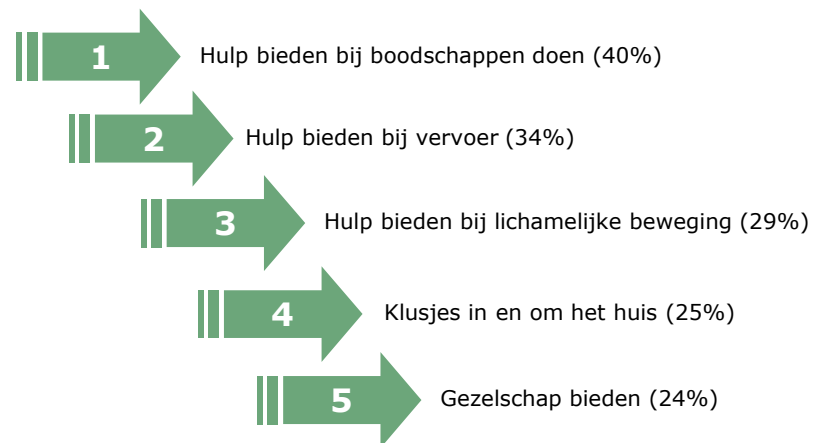 1 Hulp bieden bij boodschappen doen (40%)
2 Hulp bieden bij vervoer (34%)
3 Hulp bieden bij lichamelijke beweging (29%)
4 Klusjes in en om het huis (25%)
5 Gezelschap bieden (24%)